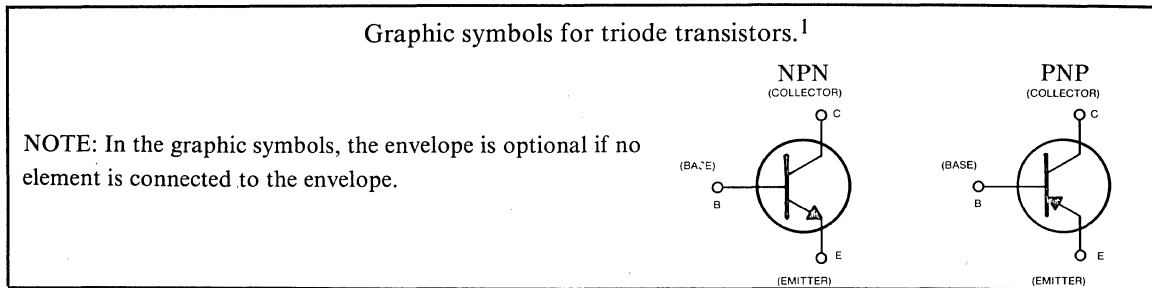 Graphic symbols for triode transistors.1
NPN
(COLLECTOR)
C
PNP
(COLLECTOR)
C
NOTE: In the graphic symbols, the envelope is optional if no
element is connected to the envelope.
(BASE)
B
E
(EMITTER)
(BASE)
B
E
(EMITTER)